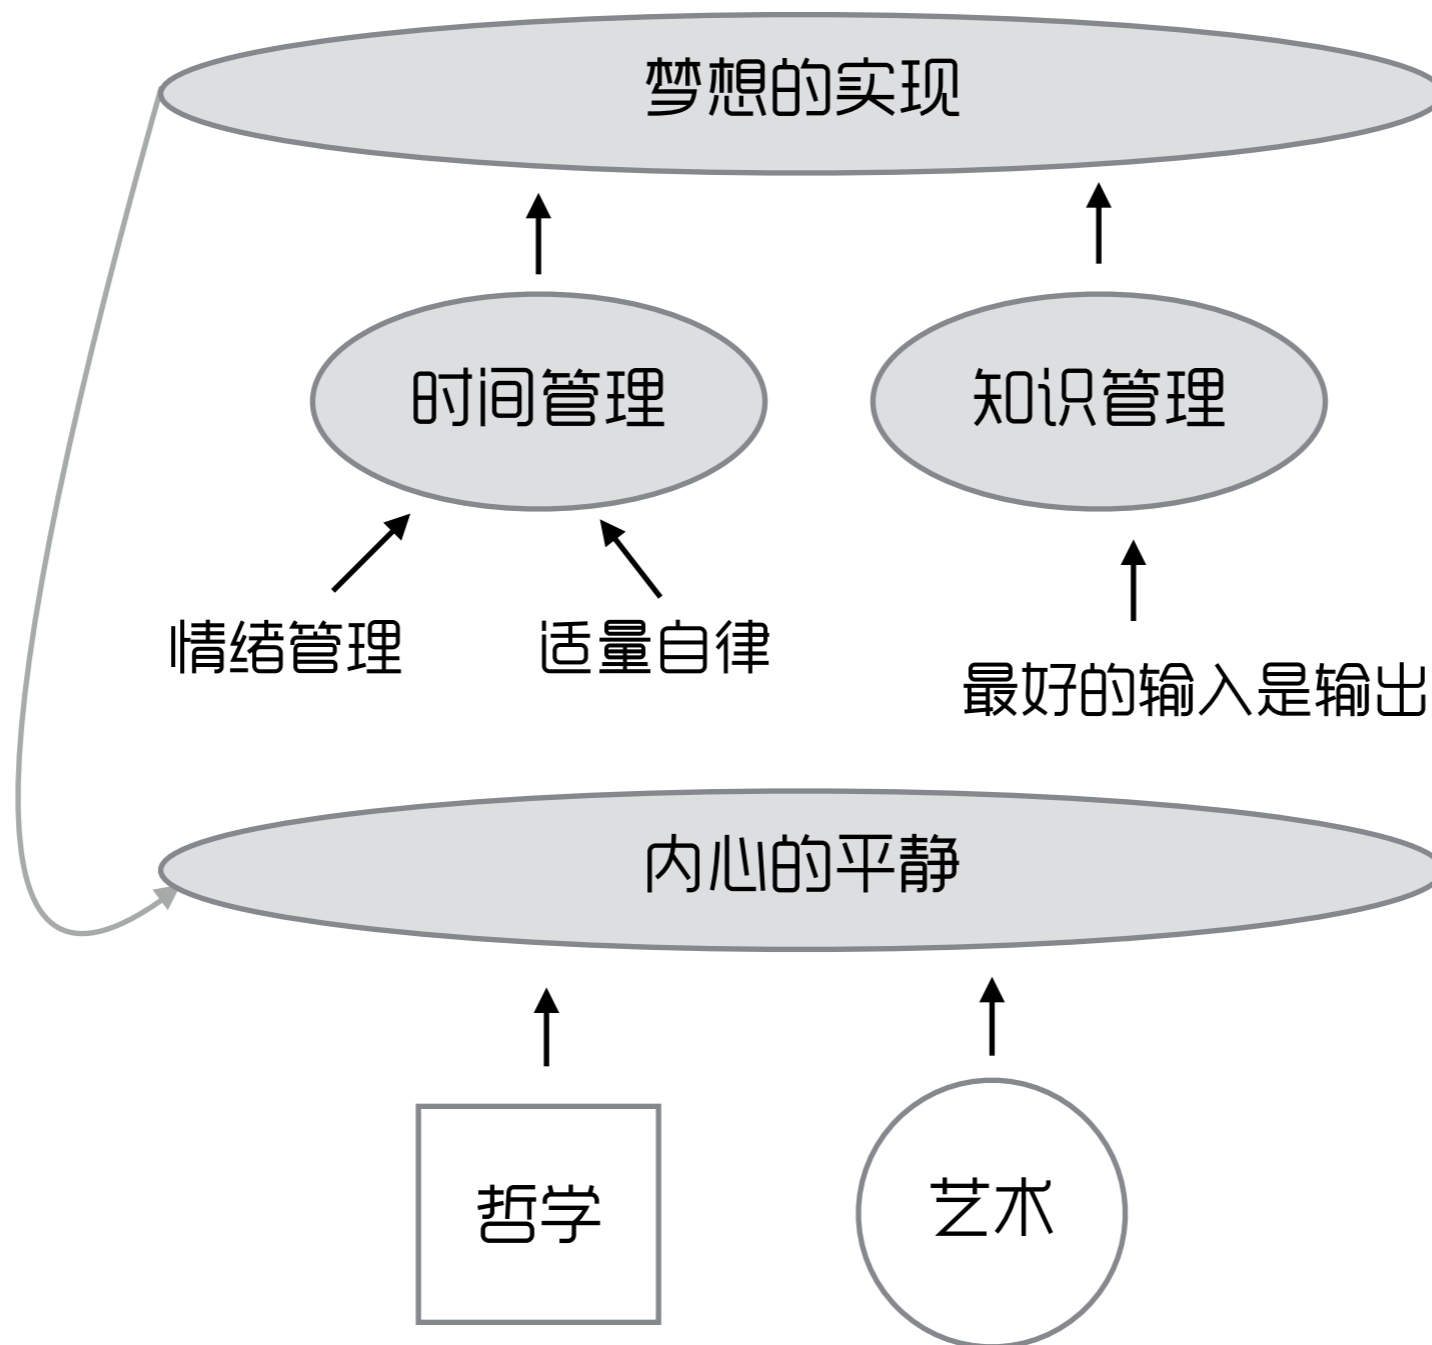 梦想的实现
时间管理
知识管理
情绪管理
适量自律
最好的输入是输出
内心的平静
哲学
艺术